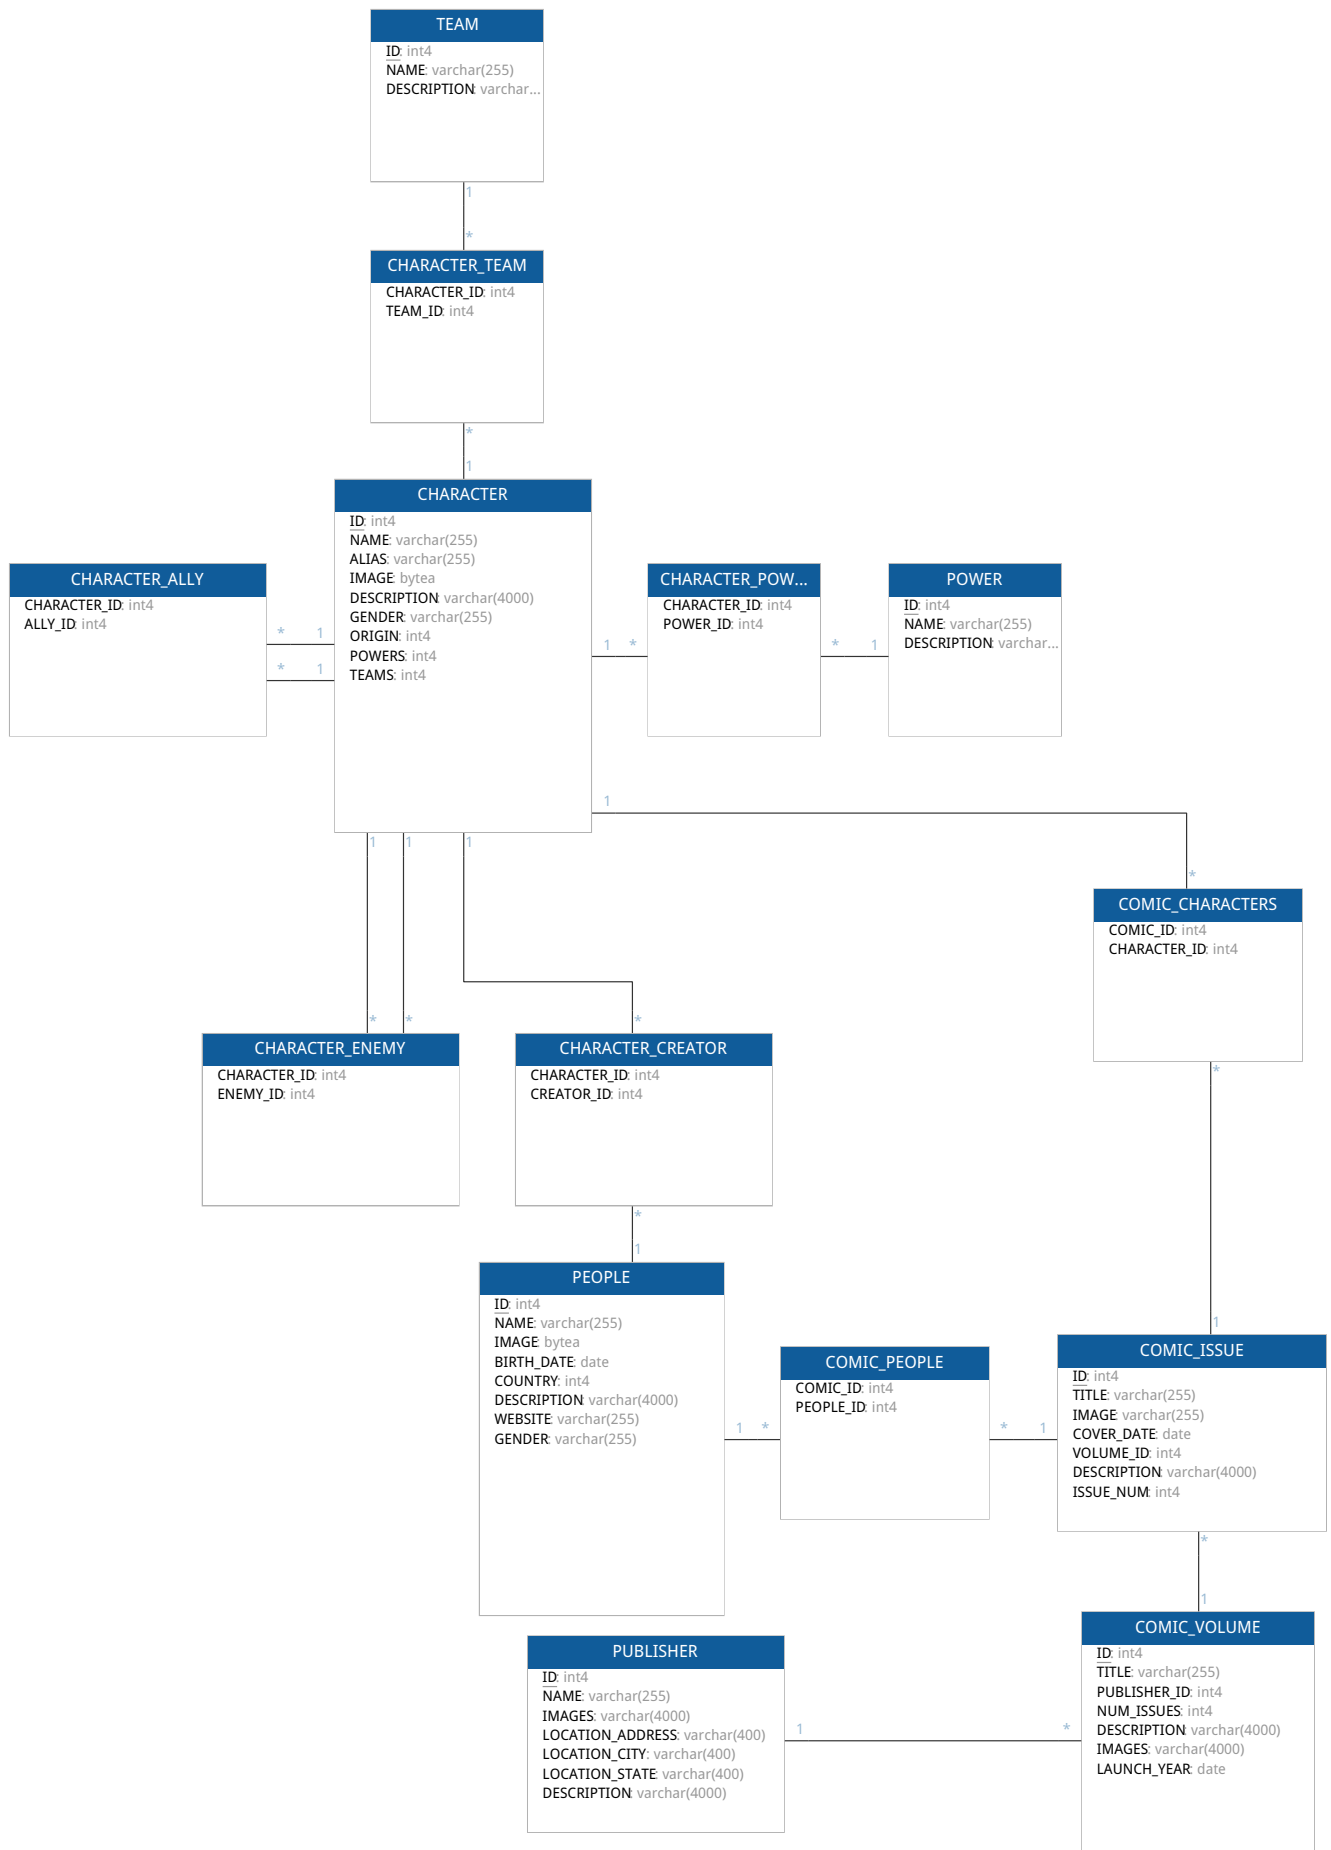 TEAM
ID: int4
NAME: varchar(255)
DESCRIPTION: varchar...
1
*
CHARACTER_TEAM
CHARACTER_ID: int4
TEAM_ID: int4
*
1
CHARACTER
ID: int4
NAME: varchar(255)
ALIAS: varchar(255)
IMAGE: bytea
DESCRIPTION: varchar(4000)
GENDER: varchar(255)
ORIGIN: int4
POWERS: int4
TEAMS: int4
CHARACTER_ALLY
CHARACTER_ID: int4
ALLY_ID: int4
* 1
* 1
CHARACTER_POW...
CHARACTER_ID: int4
POWER_ID: int4
1 *
* 1
POWER
ID: int4
NAME: varchar(255)
DESCRIPTION: varchar...
1
*
1
1
1
COMIC_CHARACTERS
COMIC_ID: int4
CHARACTER_ID: int4
*
*
*
*
CHARACTER_ENEMY
CHARACTER_ID: int4
ENEMY_ID: int4
CHARACTER_CREATOR
CHARACTER_ID: int4
CREATOR_ID: int4
*
1
1
PEOPLE
ID: int4
NAME: varchar(255)
IMAGE: bytea
BIRTH_DATE: date
COUNTRY: int4
DESCRIPTION: varchar(4000)
WEBSITE: varchar(255)
GENDER: varchar(255)
1 *
COMIC_PEOPLE
COMIC_ID: int4
PEOPLE_ID: int4
* 1
COMIC_ISSUE
ID: int4
TITLE: varchar(255)
IMAGE: varchar(255)
COVER_DATE: date
VOLUME_ID: int4
DESCRIPTION: varchar(4000)
ISSUE_NUM: int4
*
1
PUBLISHER
ID: int4
NAME: varchar(255)
IMAGES: varchar(4000)
LOCATION_ADDRESS: varchar(400)
LOCATION_CITY: varchar(400)
LOCATION_STATE: varchar(400)
DESCRIPTION: varchar(4000)
1 *
COMIC_VOLUME
ID: int4
TITLE: varchar(255)
PUBLISHER_ID: int4
NUM_ISSUES: int4
DESCRIPTION: varchar(4000)
IMAGES: varchar(4000)
LAUNCH_YEAR: date